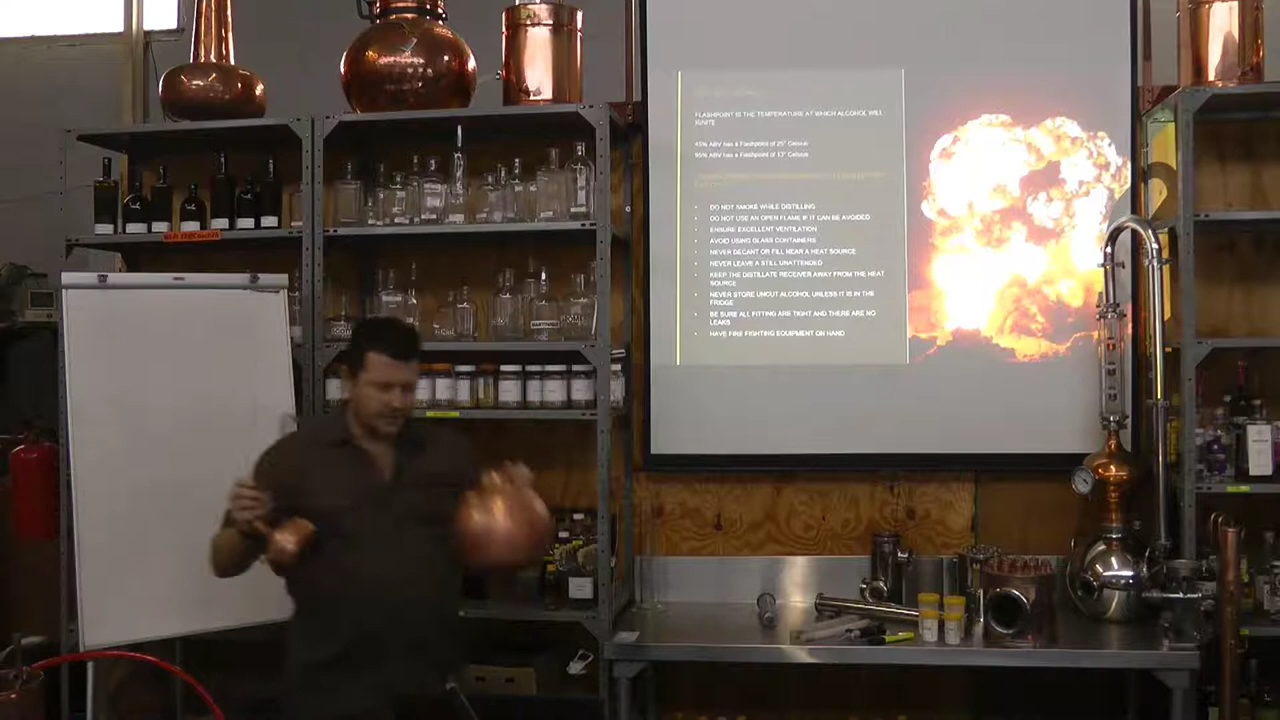 FLASHPOINT IS THE TEMPERATURE AT WHICH ALCOHOL WILL
IGNITE
45% ABV has a Flashpoint of 25° Celsius
95% ABV has a Flashpoint of 13° Celsius
DO NOT SMOKE WHILE DISTILLING
DO NOT USE AN OPEN FLAME IF IT CAN BE AVOIDED
ENSURE EXCELLENT VENTILATION
AVOID USING GLASS CONTAINERS
NEVER DECANT OR FILL NEAR A HEAT SOURCE
NEVER LEAVE A STILL UNATTENDED
KEEP THE DISTILLATE RECEIVER AWAY FROM THE HEAT
SOURCE
NEVER STORE UNCUT ALCOHOL UNLESS IT IS IN THE
FRIDGE
BE SURE ALL FITTING ARE TIGHT AND THERE ARE NO
LEAKS
HAVE FIRE FIGHTING EQUIPMENT ON HAND